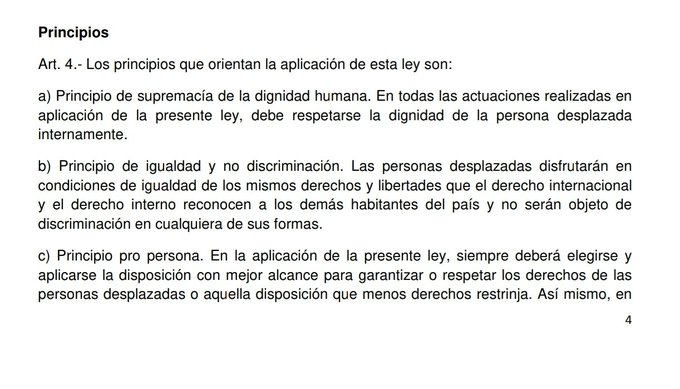 Principios
Art. 4.- Los principios que orientan la aplicación de esta ley son:
a) Principio de supremacía de la dignidad humana. En todas las actuaciones realizadas en
aplicación de la presente ley, debe respetarse la dignidad de la persona desplazada
internamente.
b) Principio de igualdad y no discriminación. Las personas desplazadas disfrutarán en
condiciones de igualdad de los mismos derechos y libertades que el derecho internacional
y el derecho interno reconocen a los demás habitantes del país y no serán objeto de
discriminación en cualquiera de sus formas.
c) Principio pro persona. En la aplicación de la presente ley, siempre deberá elegirse y
aplicarse la disposición con mejor alcance para garantizar o respetar los derechos de las
personas desplazadas o aquella disposición que menos derechos restrinja. Así mismo, en
4